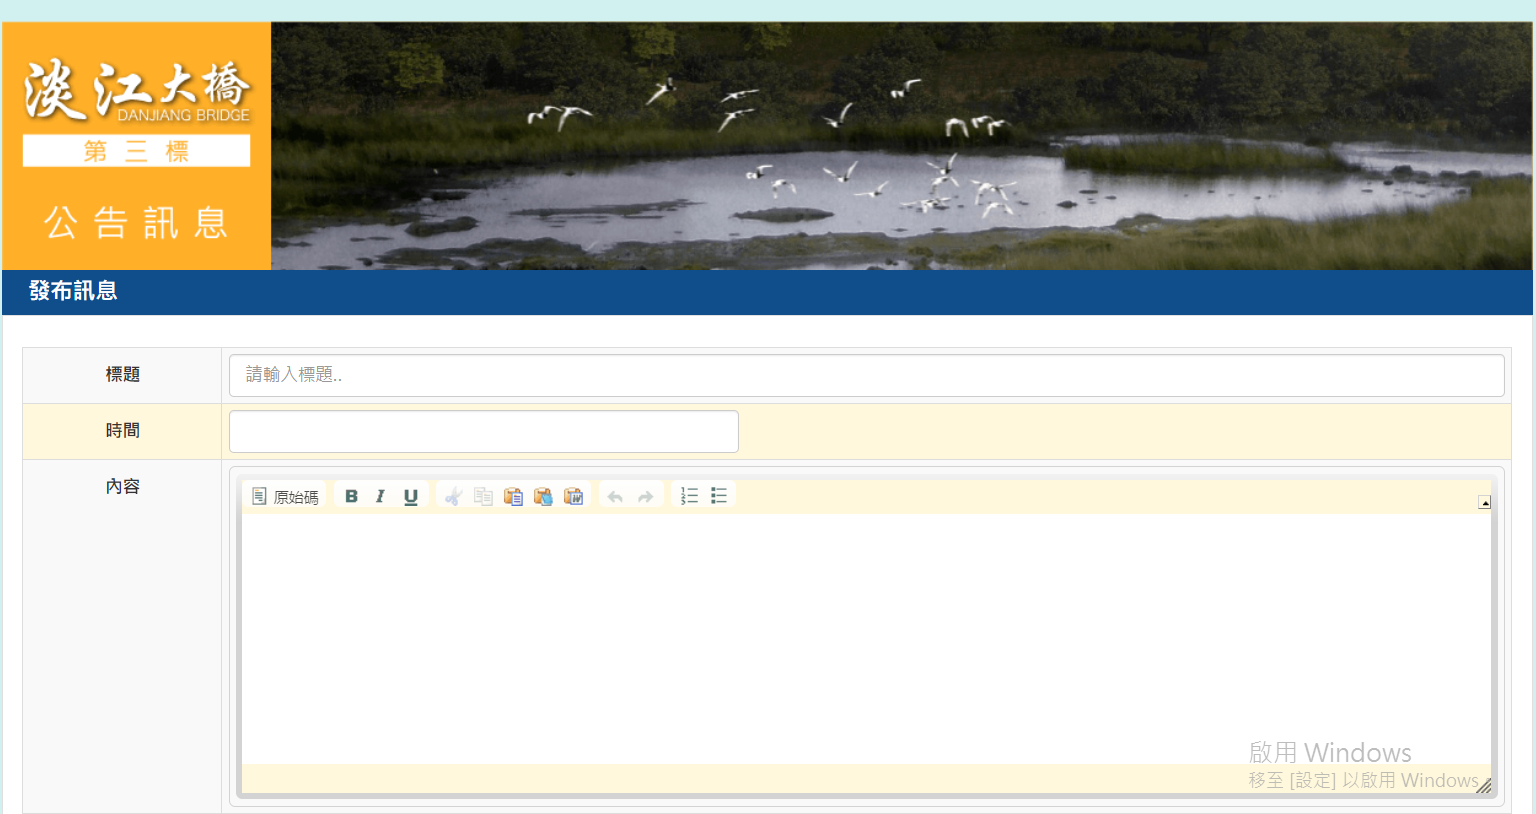 淡江大橋
DANJIANG BRIDGE
第三標
公告訊息
發布訊息
標題
請輸入標題..
時間
內容
原始碼
B I U
啟用 Windows
移至 [設定] 以啟用 Windows。